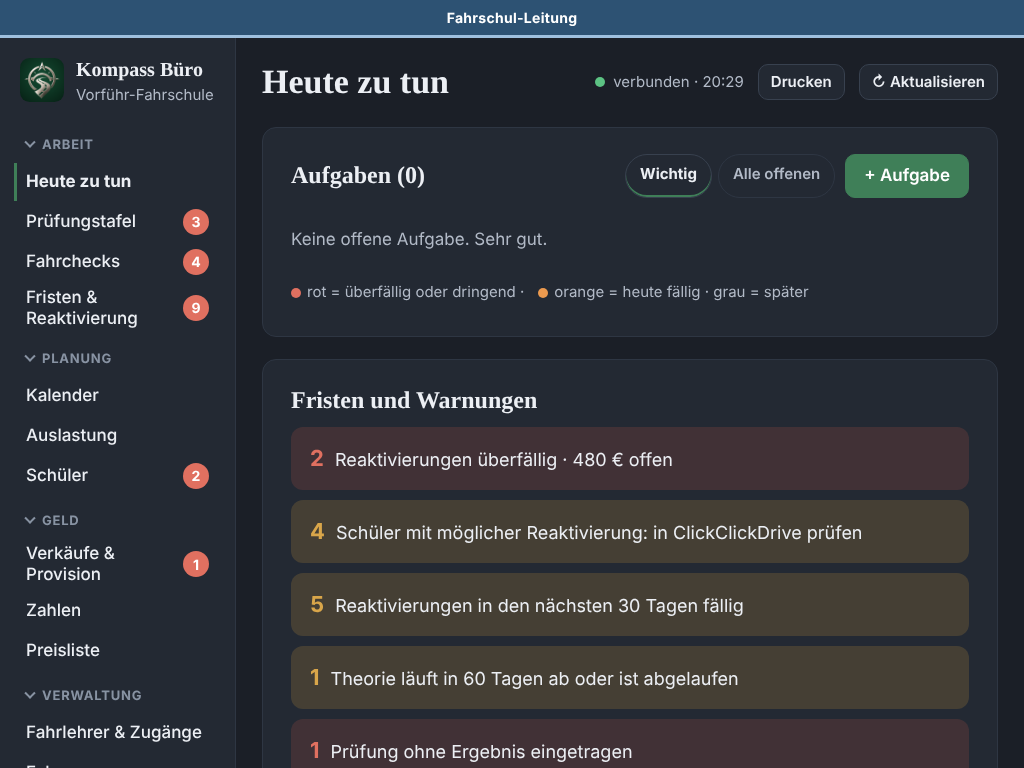 Fahrschul-Leitung
Kompass Büro
Vorführ-Fahrschule
ARBEIT
Heute zu tun
Prüfungstafel 3
Fahrchecks 4
Fristen &
Reaktivierung 9
PLANUNG
Kalender
Auslastung
Schüler 2
GELD
Verkäufe &
Provision 1
Zahlen
Preisliste
VERWALTUNG
Fahrlehrer & Zugänge
Heute zu tun
verbunden · 20:29
Drucken
↻ Aktualisieren
Aufgaben (0)
Wichtig
Alle offenen
+ Aufgabe
Keine offene Aufgabe. Sehr gut.
rot = überfällig oder dringend · orange = heute fällig · grau = später
Fristen und Warnungen
2 Reaktivierungen überfällig · 480 € offen
4 Schüler mit möglicher Reaktivierung: in ClickClickDrive prüfen
5 Reaktivierungen in den nächsten 30 Tagen fällig
1 Theorie läuft in 60 Tagen ab oder ist abgelaufen
1 Prüfung ohne Ergebnis eingetragen